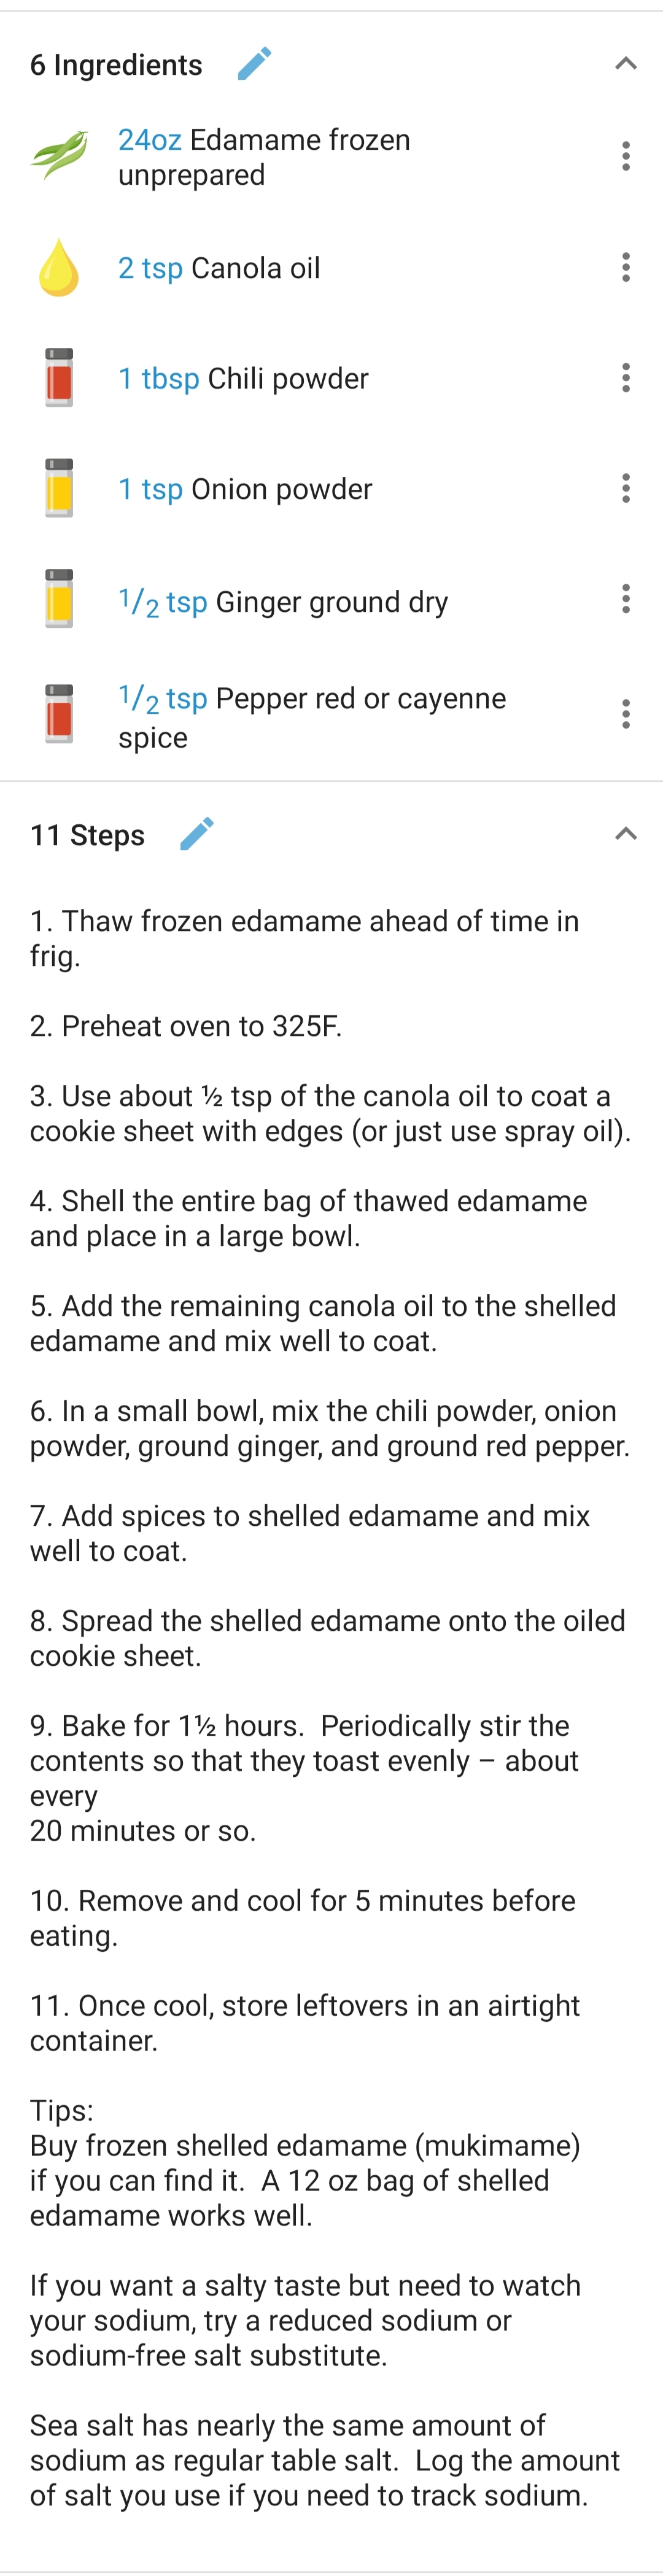 6 Ingredients
24oz Edamame frozen
unprepared
2 tsp Canola oil
1 tbsp Chili powder
1 tsp Onion powder
1/2 tsp Ginger ground dry
1/2 tsp Pepper red or cayenne
spice
11 Steps
1. Thaw frozen edamame ahead of time in
frig.
2. Preheat oven to 325F.
3. Use about ½ tsp of the canola oil to coat a
cookie sheet with edges (or just use spray oil).
4. Shell the entire bag of thawed edamame
and place in a large bowl.
5. Add the remaining canola oil to the shelled
edamame and mix well to coat.
6. In a small bowl, mix the chili powder, onion
powder, ground ginger, and ground red pepper.
7. Add spices to shelled edamame and mix
well to coat.
8. Spread the shelled edamame onto the oiled
cookie sheet.
9. Bake for 1½ hours.  Periodically stir the
contents so that they toast evenly – about
every
20 minutes or so.
10. Remove and cool for 5 minutes before
eating.
11. Once cool, store leftovers in an airtight
container.
Tips:
Buy frozen shelled edamame (mukimame)
if you can find it.  A 12 oz bag of shelled
edamame works well.
If you want a salty taste but need to watch
your sodium, try a reduced sodium or
sodium-free salt substitute.
Sea salt has nearly the same amount of
sodium as regular table salt.  Log the amount
of salt you use if you need to track sodium.